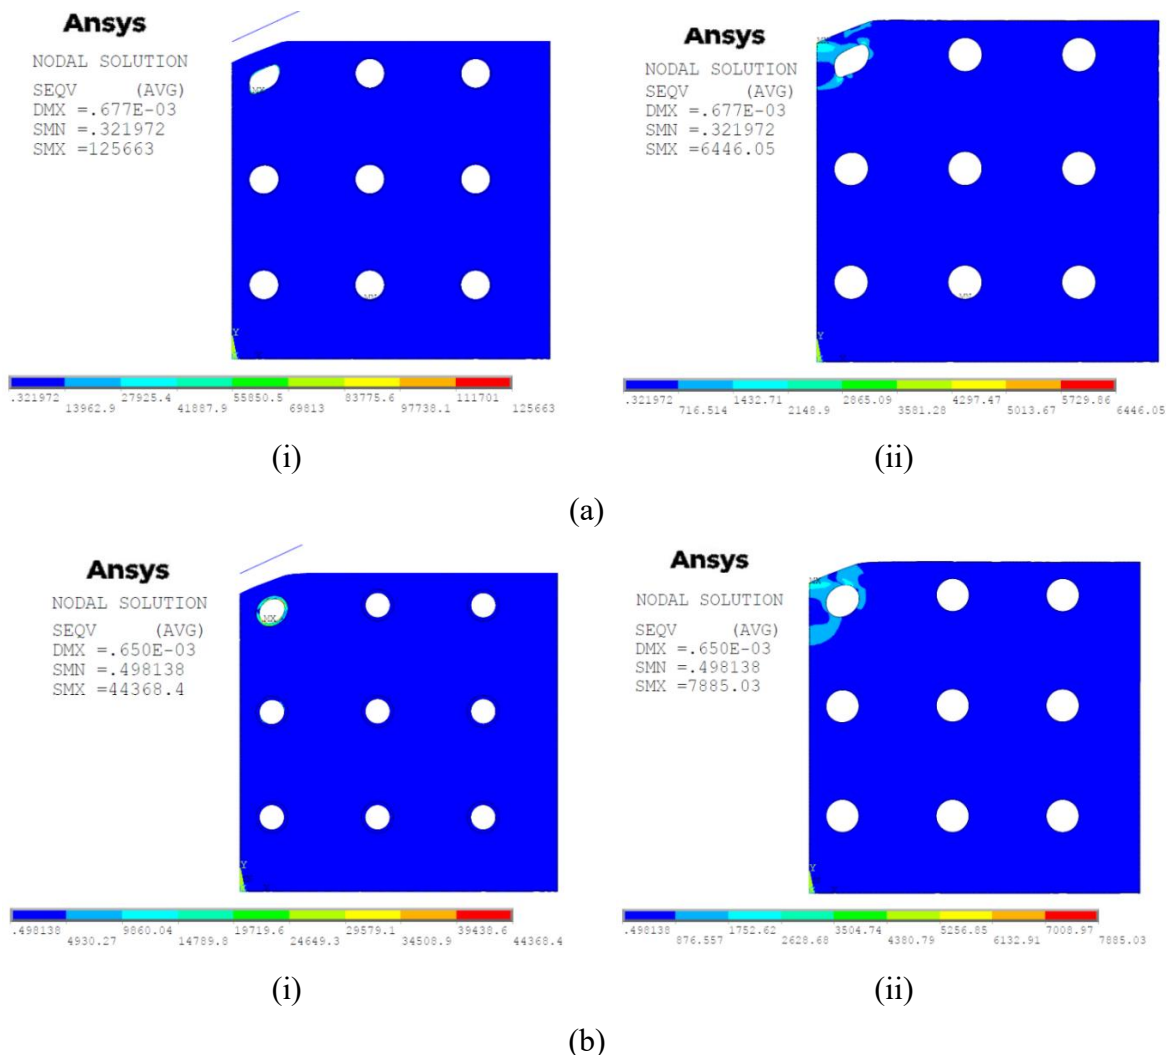 Ansys
NODAL SOLUTION
SEQV (AVG)
DMX =.677E-03
SMN =.321972
SMX =125663
MX
MN
Y
.321972 27925.4 55850.5 83775.6 111701
13962.9 41887.9 69813 97738.1 125663
(i)
Ansys
NODAL SOLUTION
SEQV (AVG)
DMX =.677E-03
SMN =.321972
SMX =6446.05
MX
MN
Y
.321972 1432.71 2865.09 4297.47 5729.86
716.514 2148.9 3581.28 5013.67 6446.05
(ii)
(a)
Ansys
NODAL SOLUTION
SEQV (AVG)
DMX =.650E-03
SMN =.498138
SMX =44368.4
MX
Y
.498138 9860.04 19719.6 29579.1 39438.6
4930.27 14789.8 24649.3 34508.9 44368.4
(i)
Ansys
NODAL SOLUTION
SEQV (AVG)
DMX =.650E-03
SMN =.498138
SMX =7885.03
MX
Y
.498138 1752.62 3504.74 5256.85 7008.97
876.557 2628.68 4380.79 6132.91 7885.03
(ii)
(b)